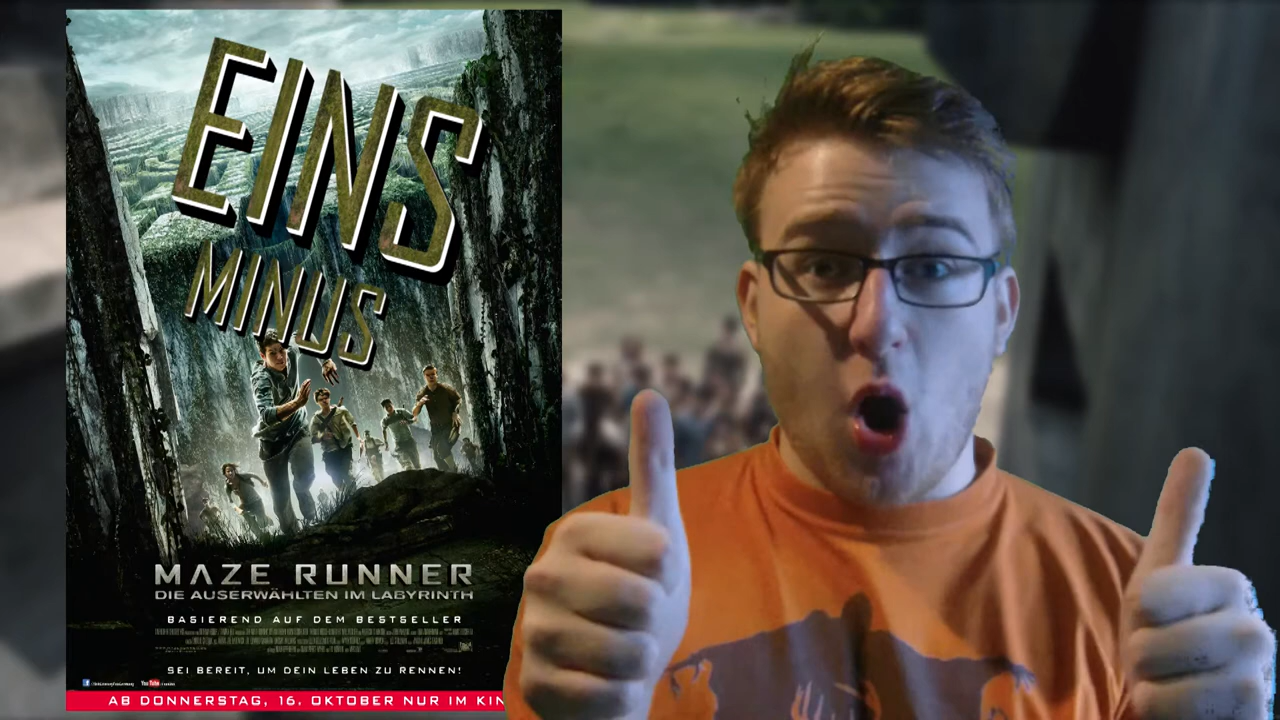 EINS
MINUS
MAZE RUNNER
DIE AUSERWÄHLTEN IM LABYRINTH
BASIEREND AUF DEM BESTSELLER
SEI BEREIT, UM DEIN LEBEN ZU RENNEN!
AB DONNERSTAG, 16. OKTOBER NUR IM KIN